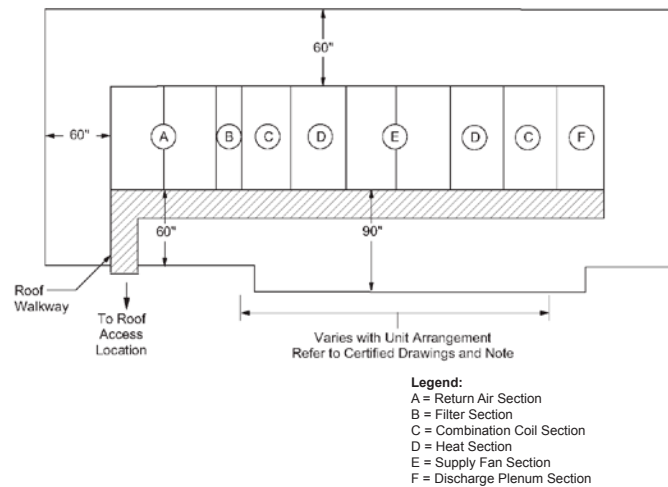 60"
60"
A
B
C
D
E
D
C
F
60"
90"
Roof
Walkway
To Roof
Access
Location
Varies with Unit Arrangement
Refer to Certified Drawings and Note
Legend:
A = Return Air Section
B = Filter Section
C = Combination Coil Section
D = Heat Section
E = Supply Fan Section
F = Discharge Plenum Section